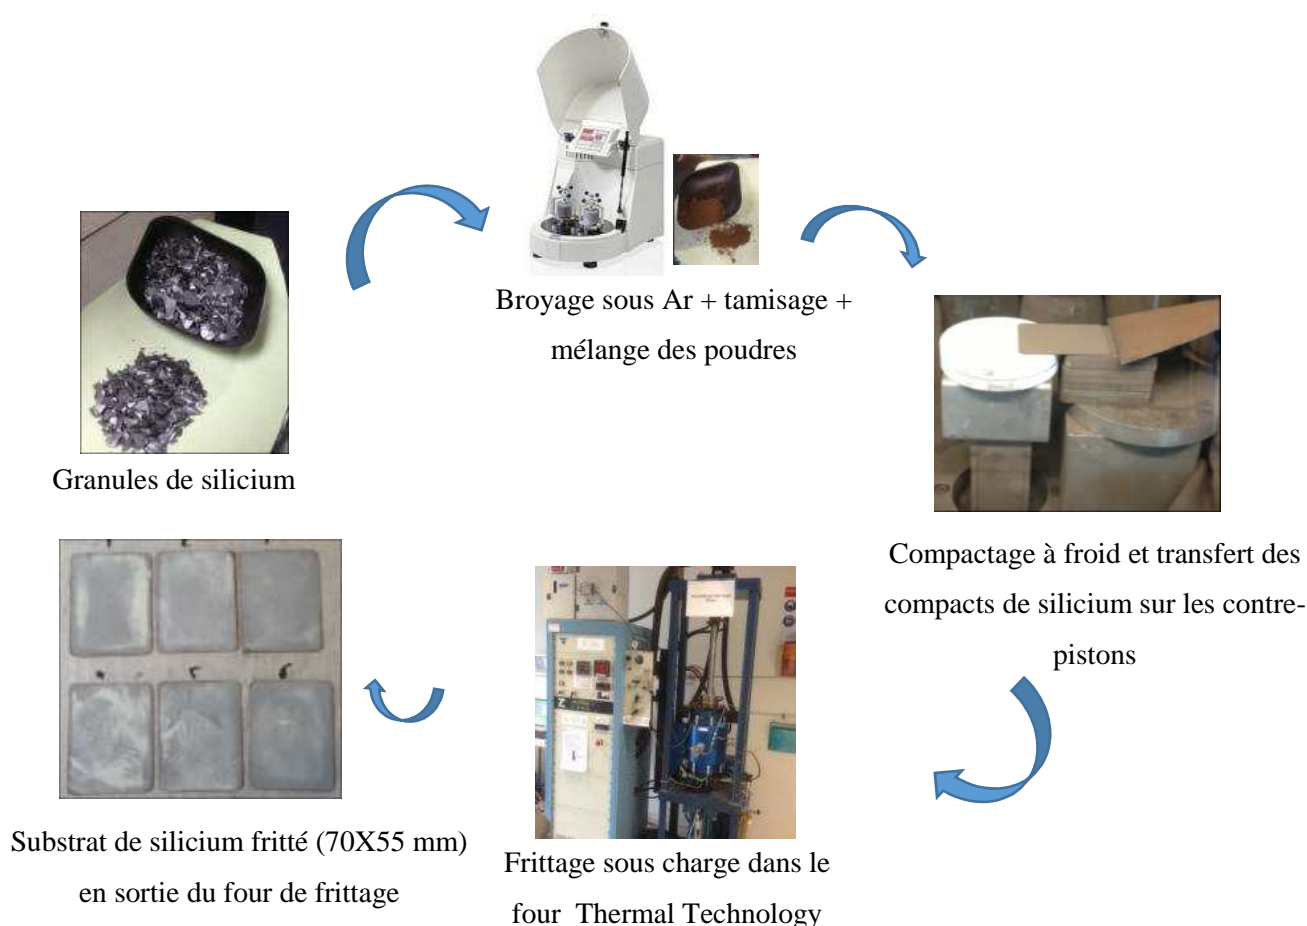 Granules de silicium
Broyage sous Ar + tamisage +
mélange des poudres
Compactage à froid et transfert des
compacts de silicium sur les contre-
pistons
Frittage sous charge dans le
four Thermal Technology
Substrat de silicium fritté (70X55 mm)
en sortie du four de frittage